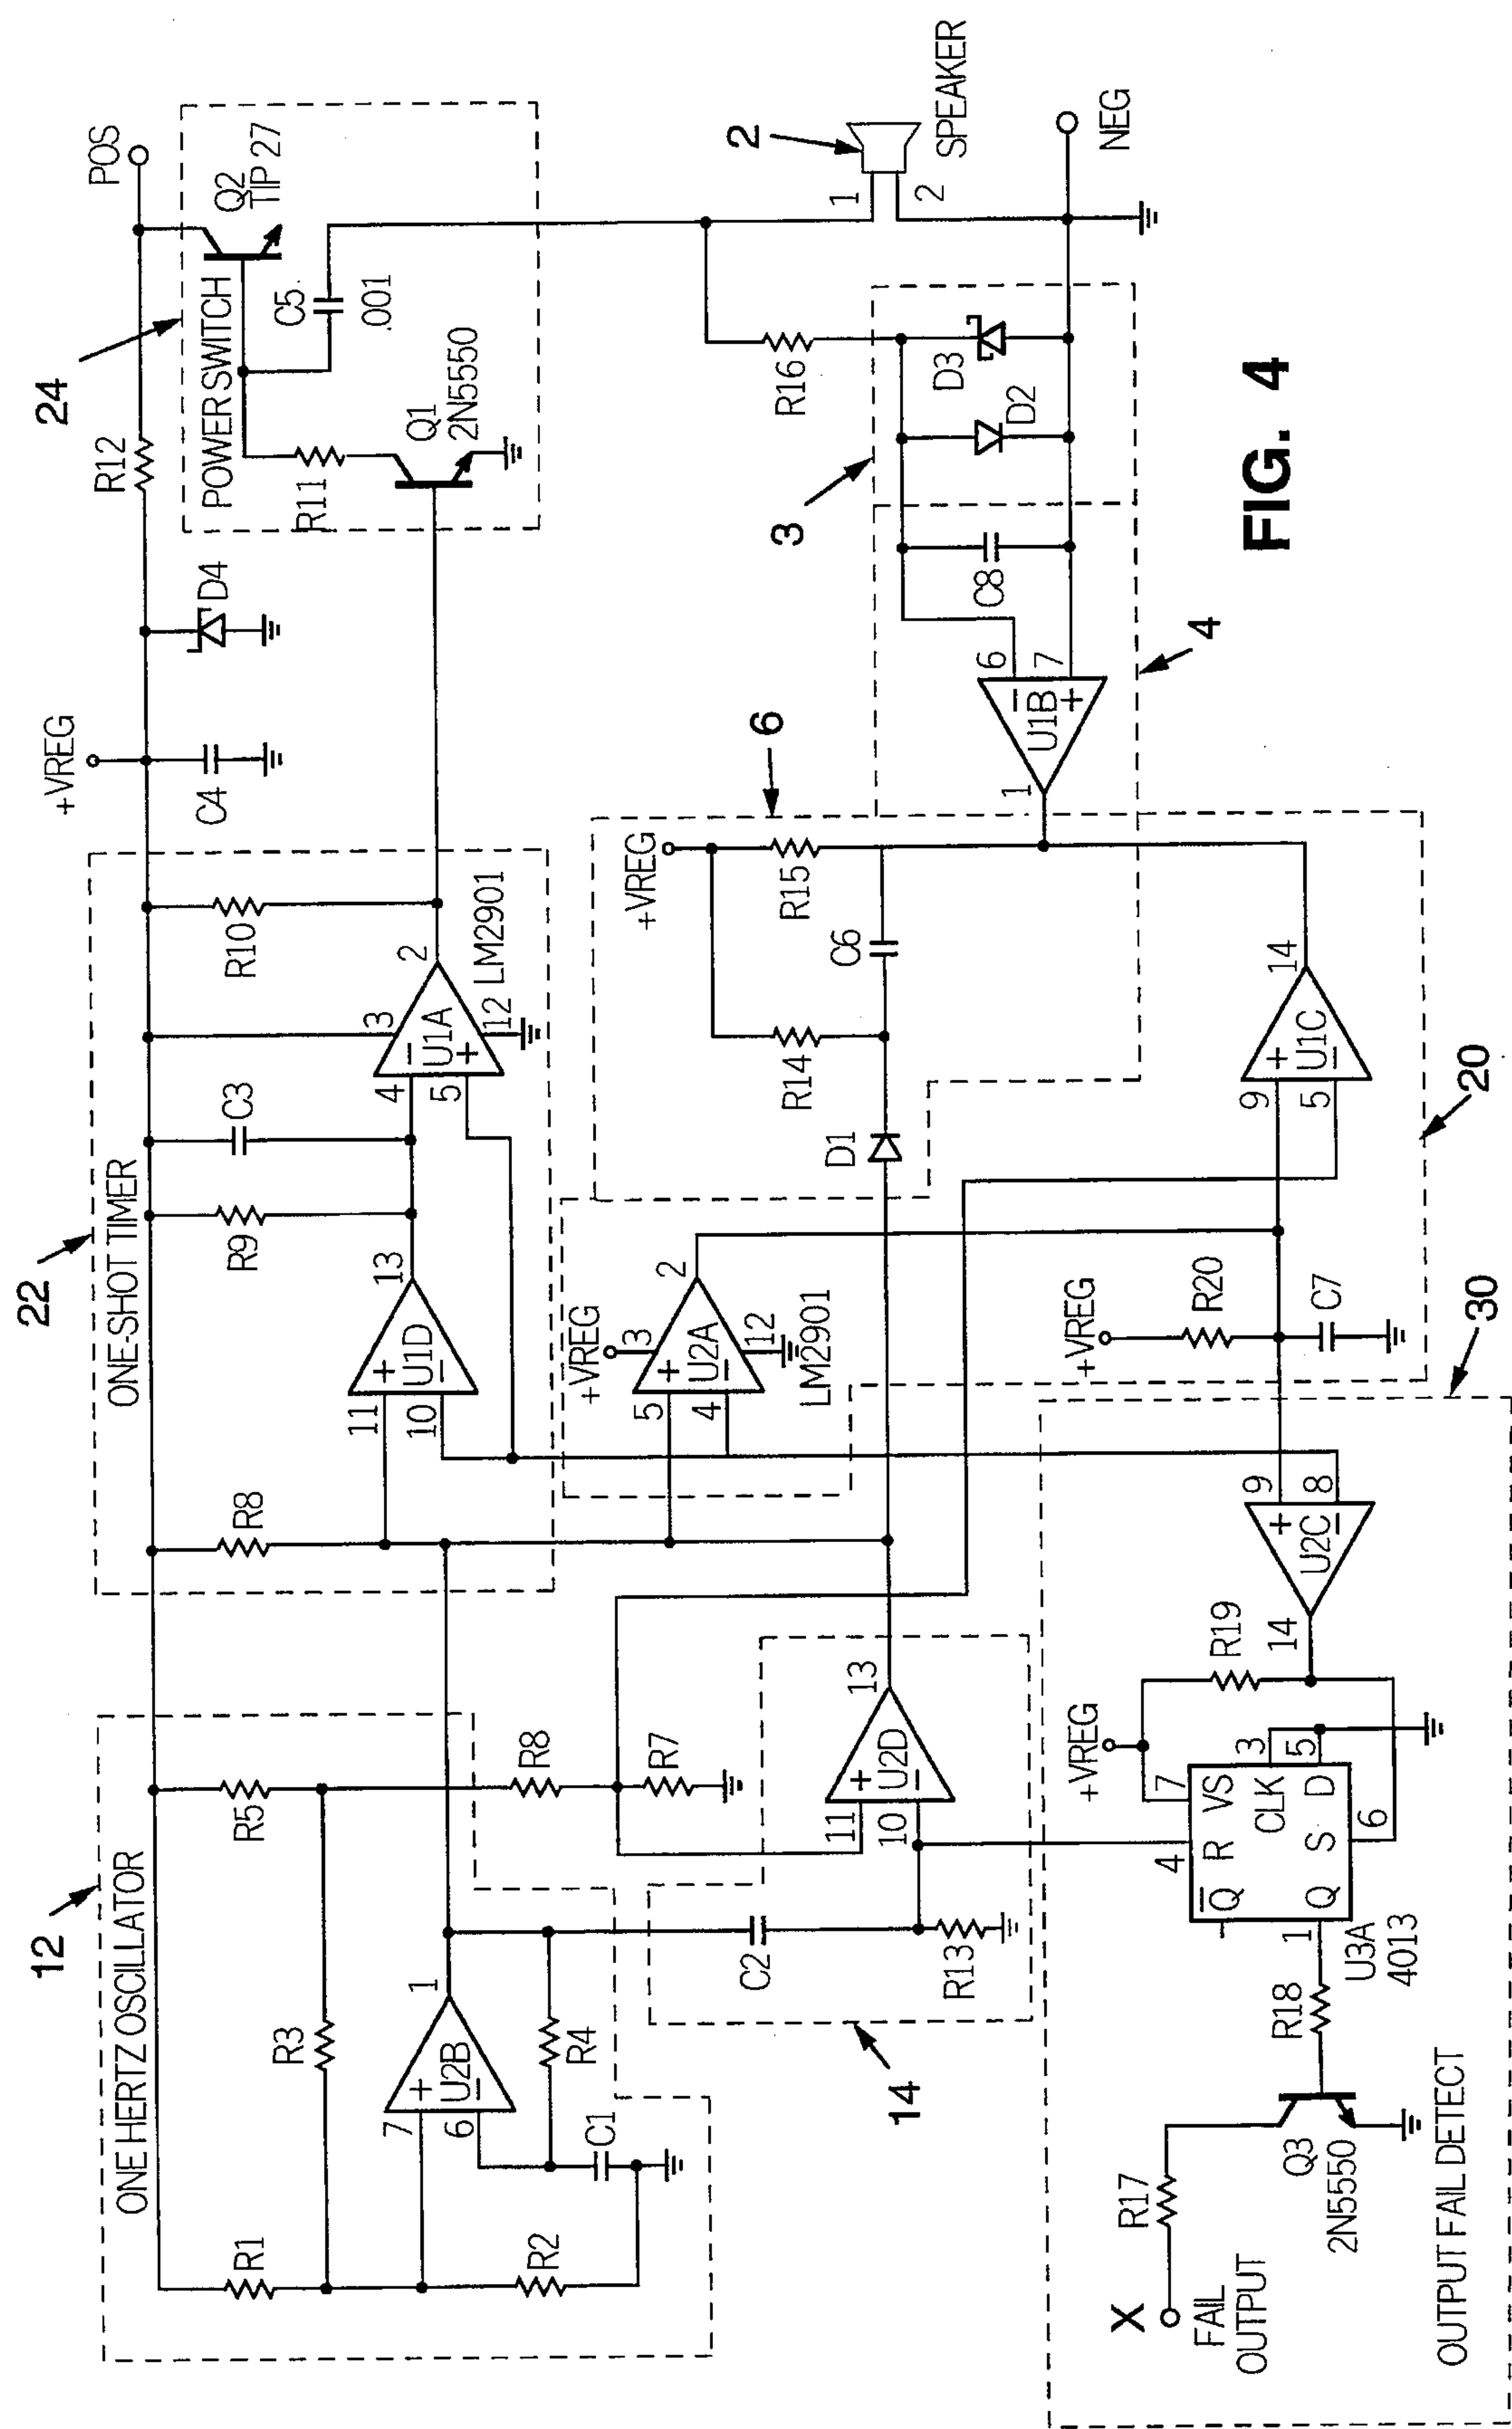 12
ONE HERTZ OSCILLATOR
R1
R3
R5
7
+
6
−
U2B
1
R2
C1
R4
R8
R7
22
ONE-SHOT TIMER
R8
11
+
10
−
U1D
13
R9
C3
4
−
5
+
U1A
3
12
2
LM2901
R10
+VREG
C4
D4
R12
POS
24
POWER SWITCH
Q2
TIP 27
C5
.001
R11
Q1
2N5550
14
C2
R13
11
+
10
−
U2D
13
+VREG
3
5
+
4
−
U2A
12
2
LM2901
D1
6
+VREG
R14
R15
C6
4
1
U1B
6
−
7
+
C8
3
R16
D2
D3
2
1
2
SPEAKER
NEG
20
+VREG
R20
C7
9
+
5
−
U1C
14
30
9
+
8
−
U2C
14
R19
+VREG
4
7
R
VS
Q
CLK
3
D
5
Q
S
6
1
U3A
4013
R18
Q3
2N5550
R17
X
FAIL
OUTPUT
OUTPUT FAIL DETECT
FIG. 4